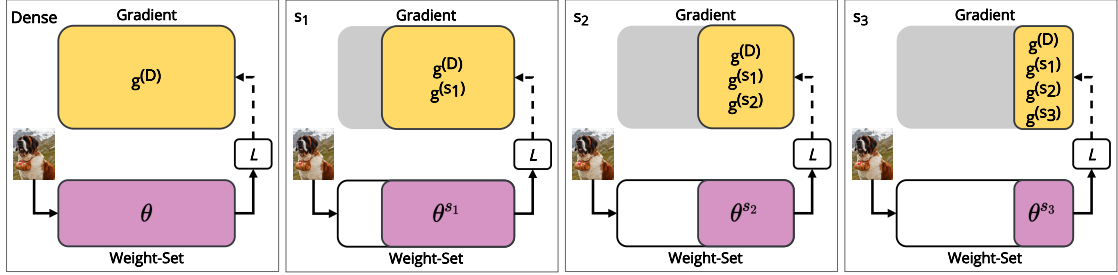 Dense
Gradient
g(D)
L
θ
Weight-Set
s1
Gradient
g(D)
g(s1)
L
θs1
Weight-Set
s2
Gradient
g(D)
g(s1)
g(s2)
L
θs2
Weight-Set
s3
Gradient
g(D)
g(s1)
g(s2)
g(s3)
L
θs3
Weight-Set